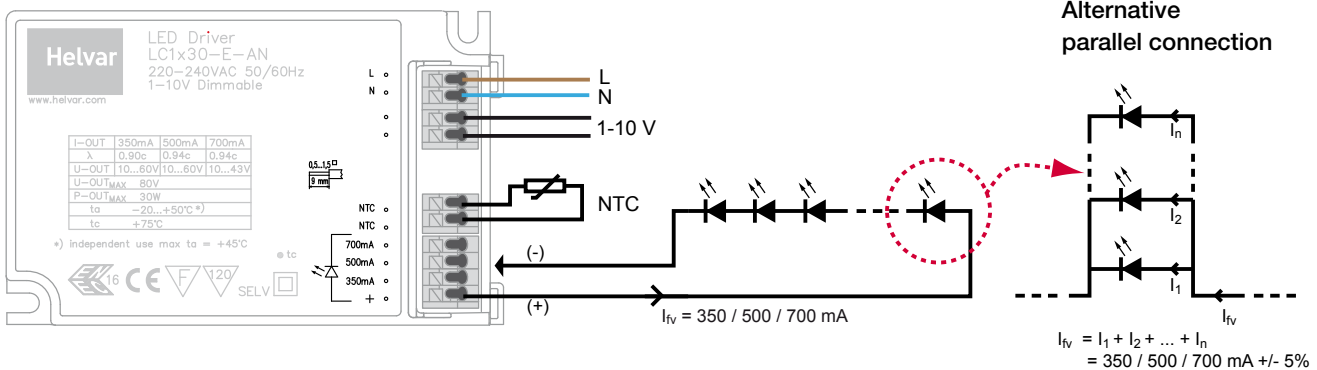 Helvar
www.helvar.com
LED Driver
LC1x30-E-AN
220-240VAC 50/60Hz
1-10V Dimmable
I-OUT 350mA 500mA 700mA
λ 0.90c 0.94c 0.94c
U-OUT 10...60V 10...60V 10...43V
U-OUTMAX 80V
P-OUTMAX 30W
ta -20...+50°C *)
tc +75°C
*) independent use max ta = +45°C
16
F
120
SELV
tc
0,5...1,5
9 mm
L
N
NTC
NTC
700mA
500mA
350mA
+
L
N
1-10 V
NTC
(-)
(+)
Ifv = 350 / 500 / 700 mA
Alternative
parallel connection
In
I2
I1
Ifv
Ifv = I1 + I2 + ... + In
= 350 / 500 / 700 mA +/- 5%